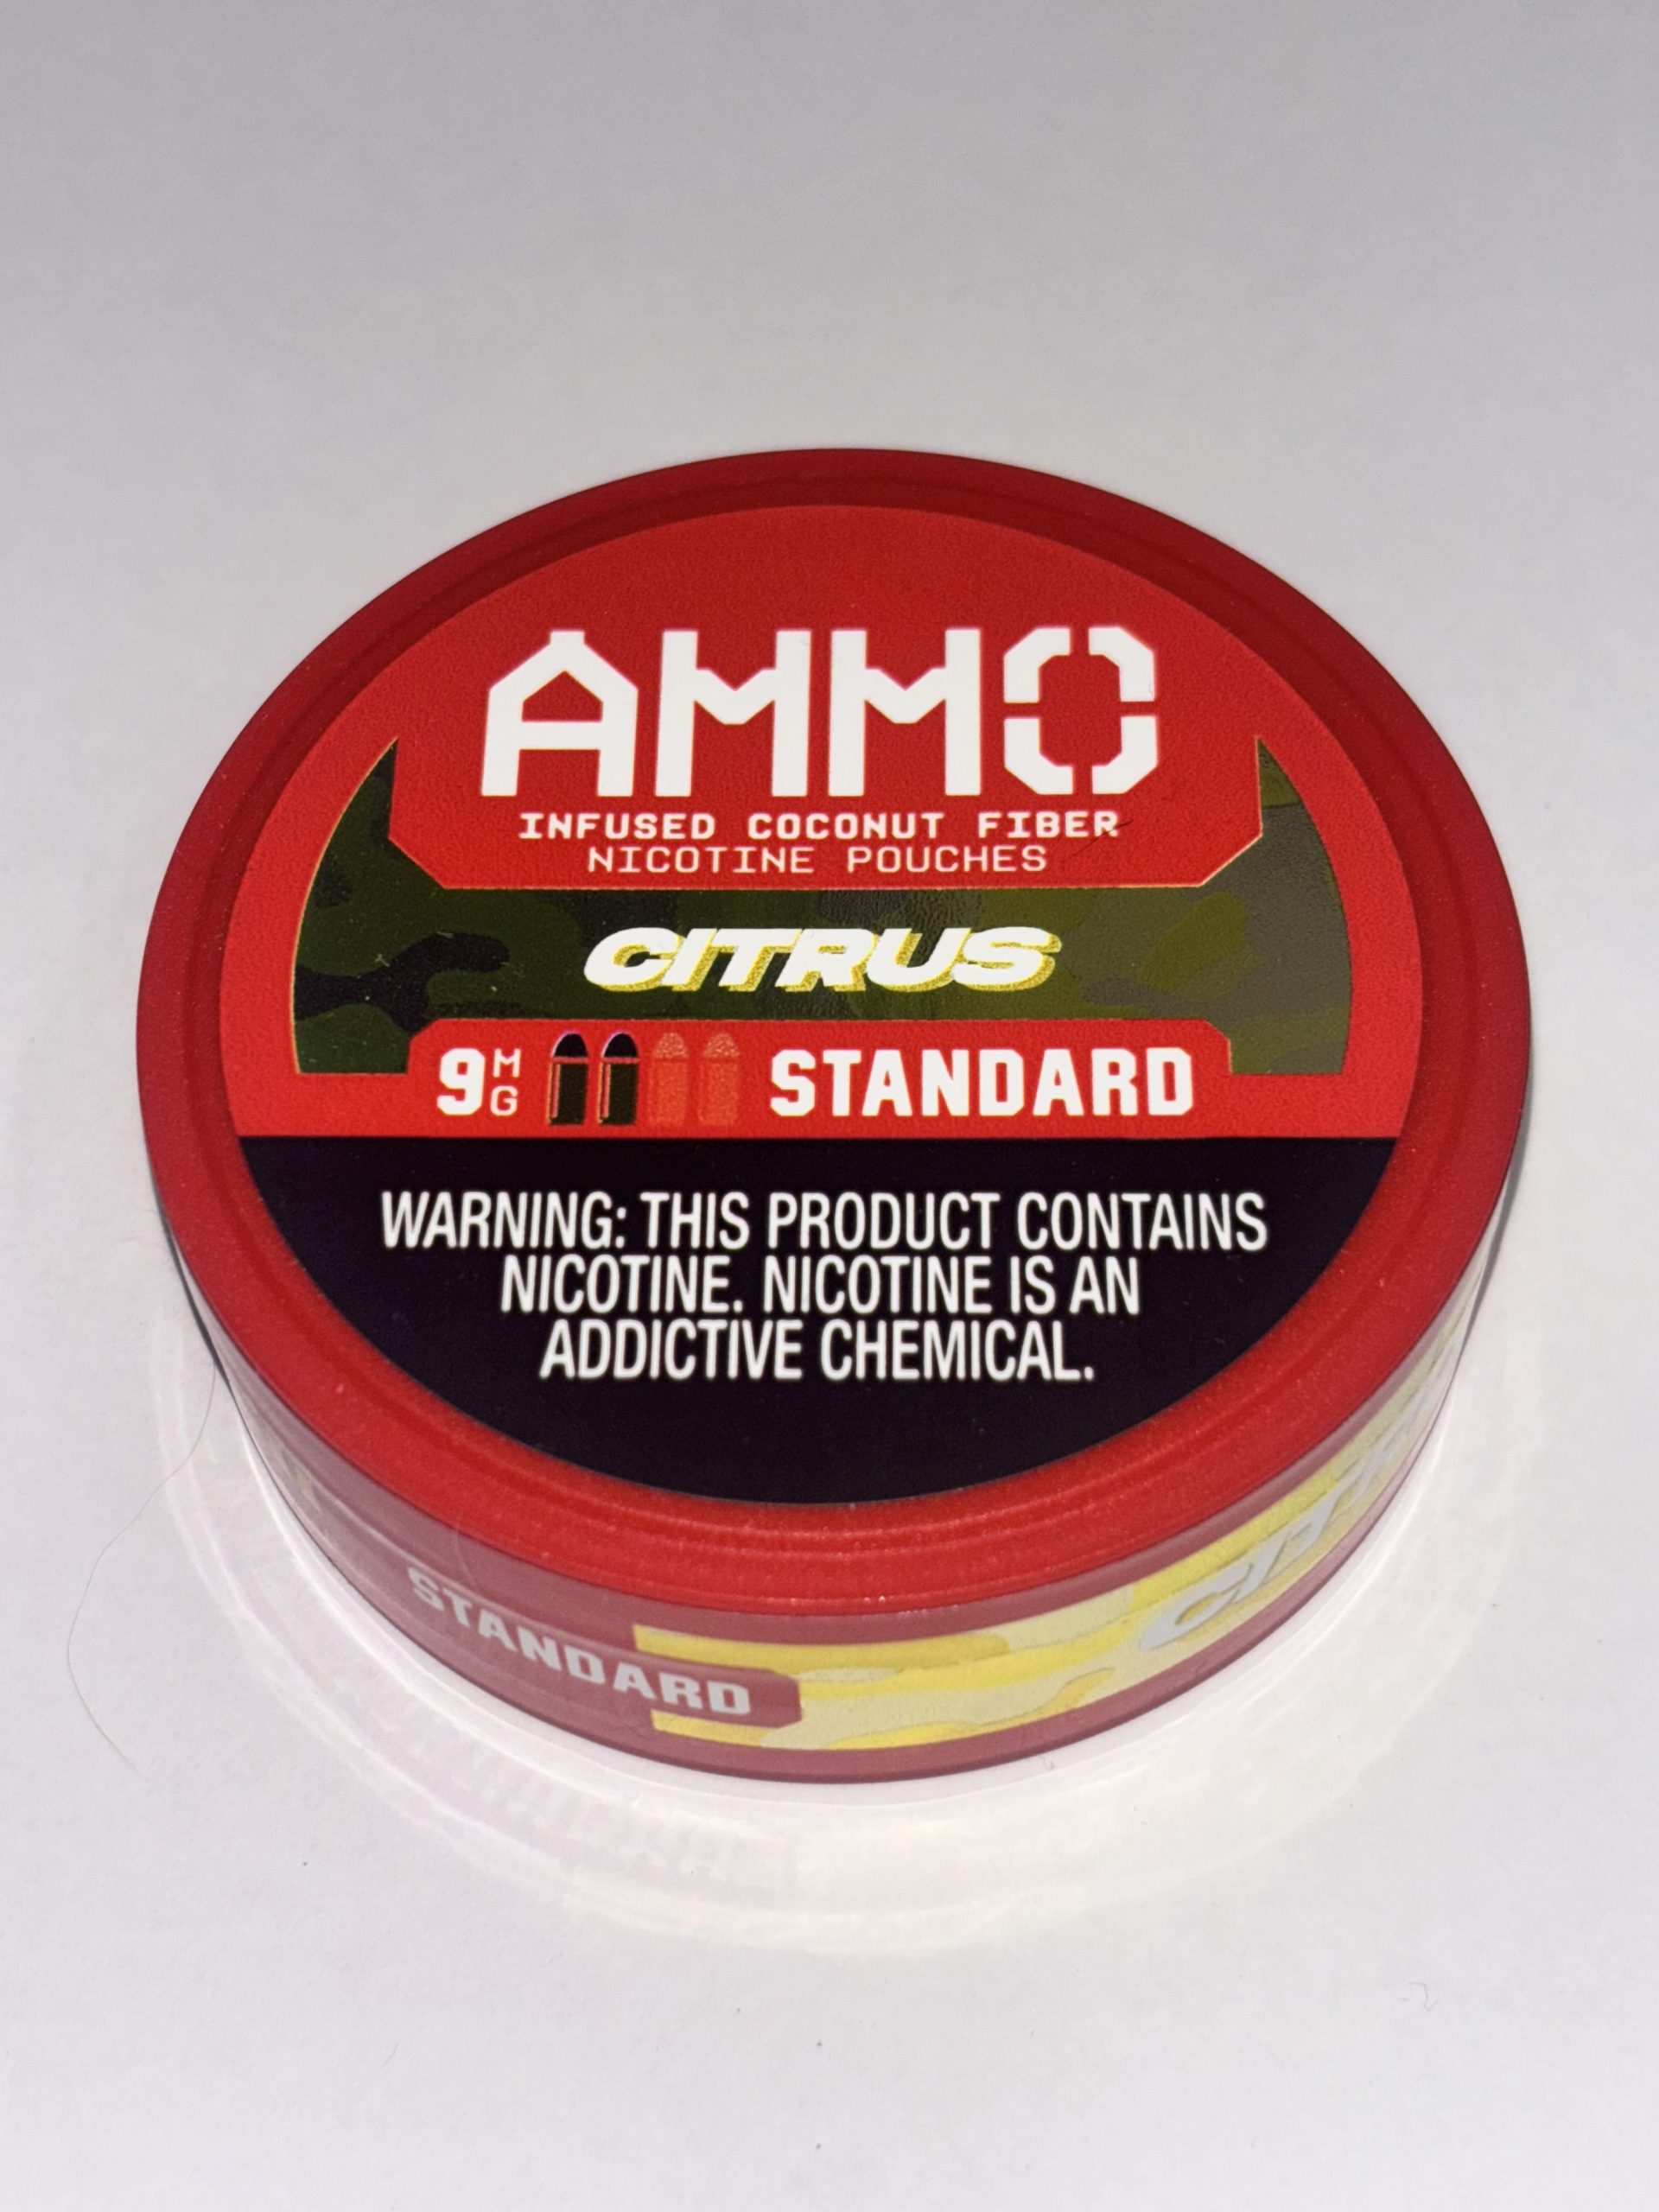 AMMO
INFUSED COCONUT FIBER
NICOTINE POUCHES
CITRUS
9MG STANDARD
WARNING: THIS PRODUCT CONTAINS
NICOTINE. NICOTINE IS AN
ADDICTIVE CHEMICAL.
STANDARD